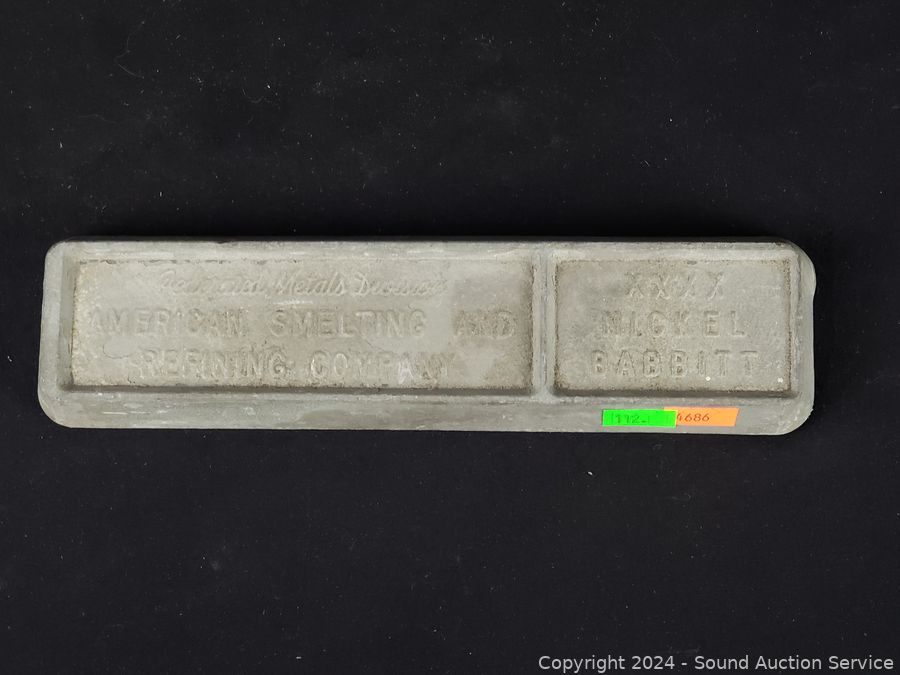 Federated Metals Division
AMERICAN SMELTING AND
REFINING COMPANY
XXXX
NICKEL
BABBITT
4686
Copyright 2024 - Sound Auction Service